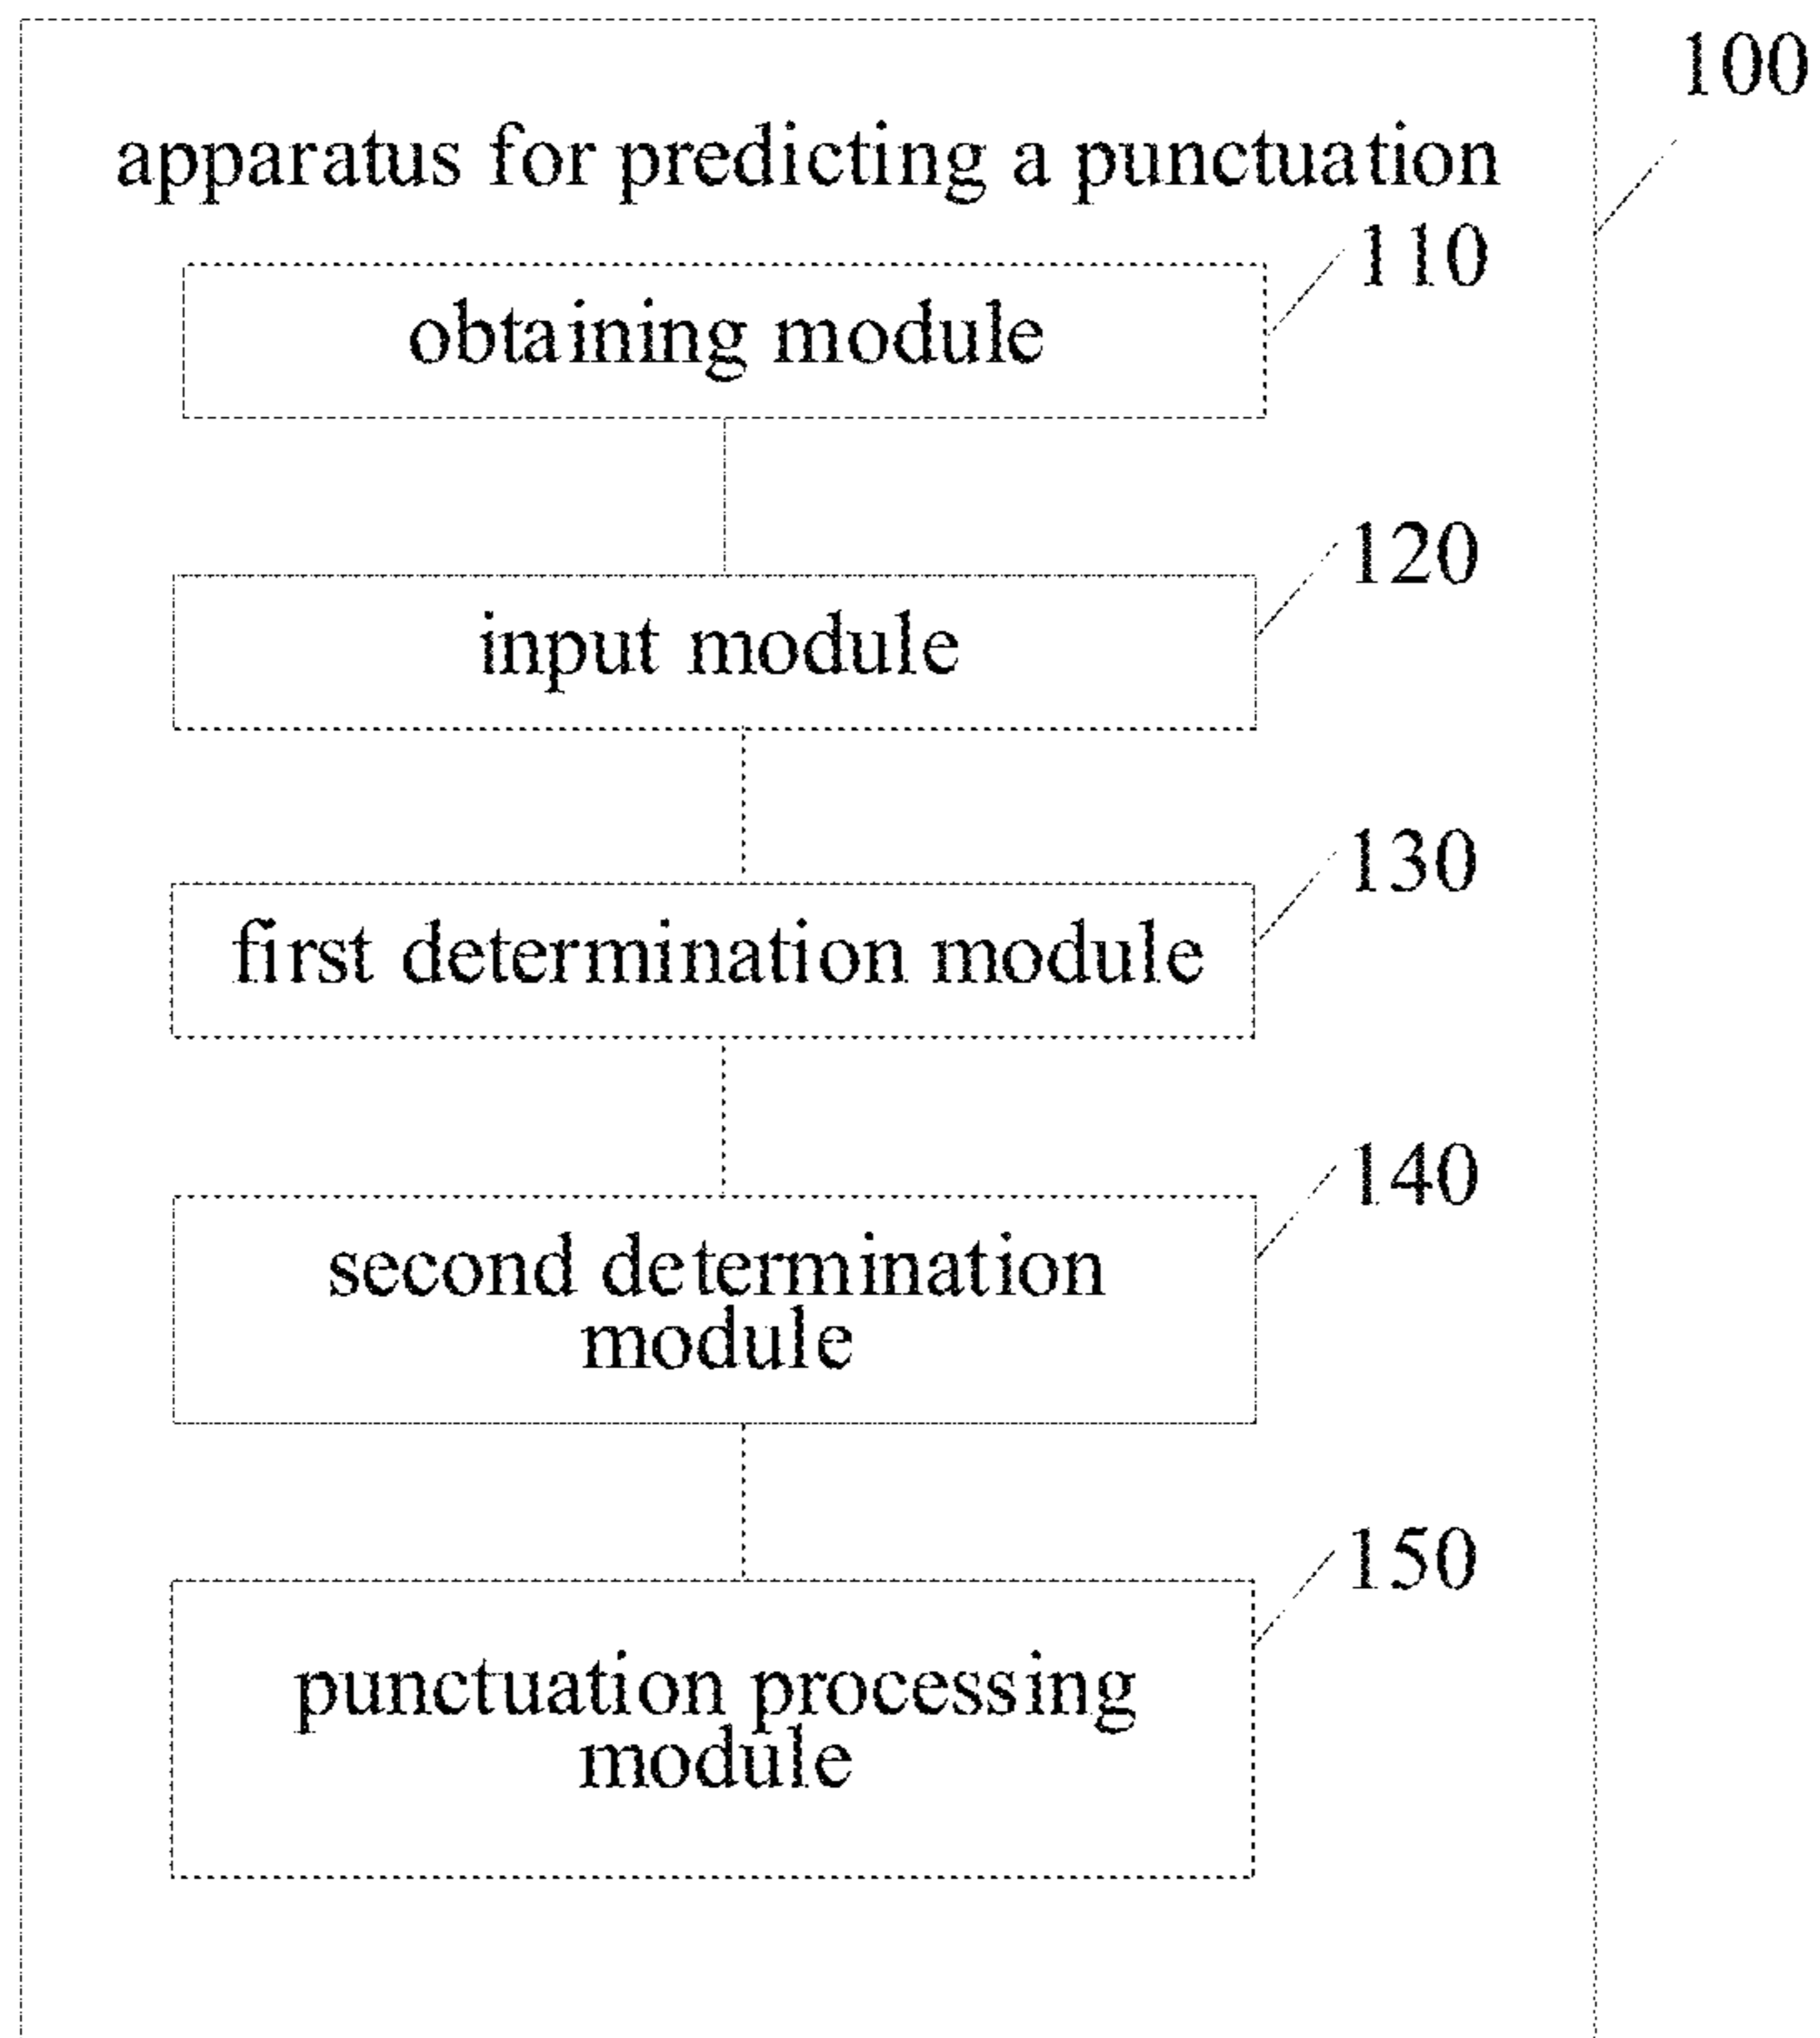 100
apparatus for predicting a punctuation
110
obtaining module
120
input module
130
first determination module
140
second determination
module
150
punctuation processing
module